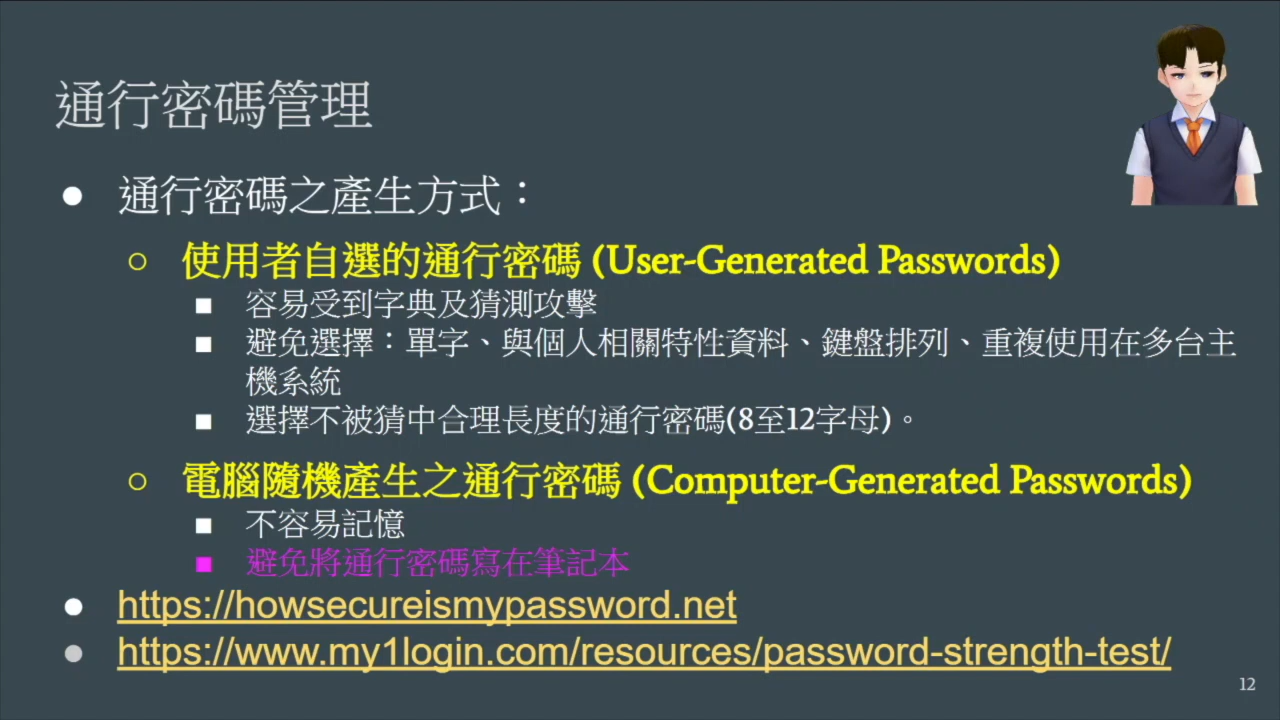 通行密碼管理
● 通行密碼之產生方式：
○ 使用者自選的通行密碼 (User-Generated Passwords)
■ 容易受到字典及猜測攻擊
■ 避免選擇：單字、與個人相關特性資料、鍵盤排列、重複使用在多台主
機系統
■ 選擇不被猜中合理長度的通行密碼(8至12字母)。
○ 電腦隨機產生之通行密碼 (Computer-Generated Passwords)
■ 不容易記憶
■ 避免將通行密碼寫在筆記本
● https://howsecureismypassword.net
● https://www.my1login.com/resources/password-strength-test/
12